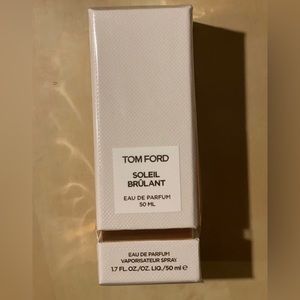 TOM FORD
SOLEIL
BRÛLANT
EAU DE PARFUM
50 ML
EAU DE PARFUM
VAPORISATEUR SPRAY
1.7 FL. OZ./OZ. LIQ./50 ml ℮